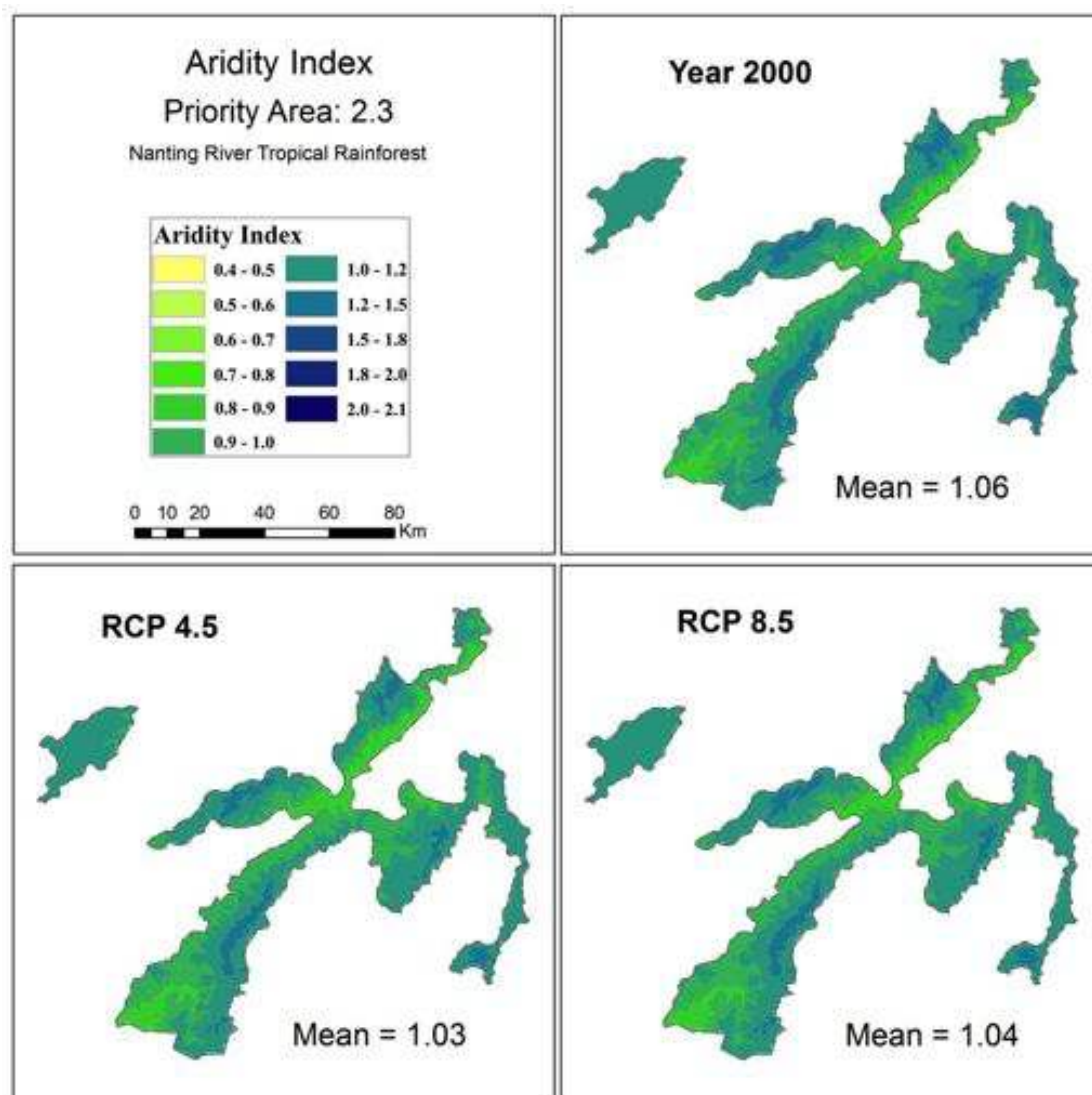 Aridity Index
Priority Area: 2.3
Nanting River Tropical Rainforest
Aridity Index
0.4 - 0.5
0.5 - 0.6
0.6 - 0.7
0.7 - 0.8
0.8 - 0.9
0.9 - 1.0
1.0 - 1.2
1.2 - 1.5
1.5 - 1.8
1.8 - 2.0
2.0 - 2.1
0 10 20 40 60 80
Km
Year 2000
Mean = 1.06
RCP 4.5
Mean = 1.03
RCP 8.5
Mean = 1.04